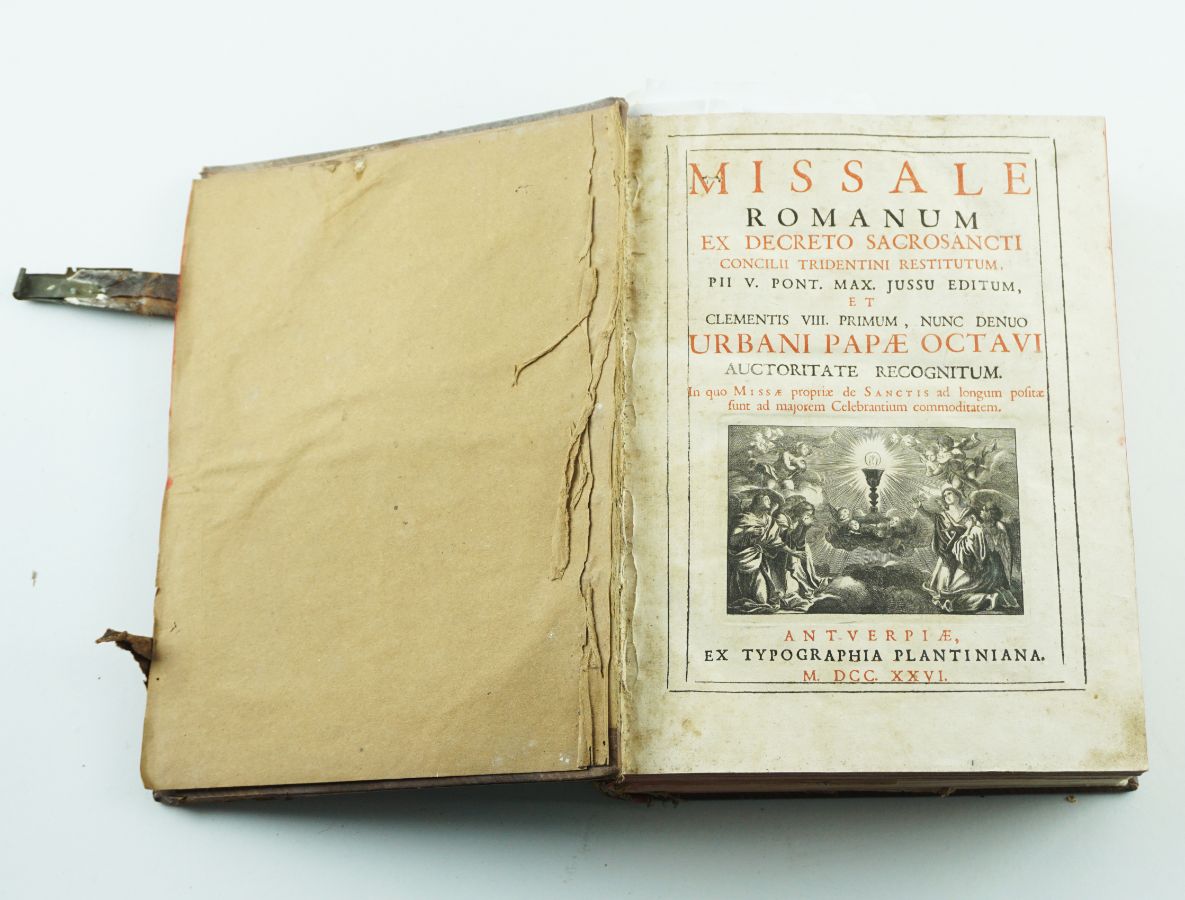 MISSALE
ROMANUM
EX DECRETO SACROSANCTI
CONCILII TRIDENTINI RESTITUTUM,
PII V. PONT. MAX. JUSSU EDITUM,
ET
CLEMENTIS VIII. PRIMUM, NUNC DENUO
URBANI PAPÆ OCTAVI
AUCTORITATE RECOGNITUM.
In quo MISSÆ propriæ de SANCTIS ad longum positæ
sunt ad majorem Celebrantium commoditatem.
ANTVERPIÆ,
EX TYPOGRAPHIA PLANTINIANA.
M. DCC. XXVI.